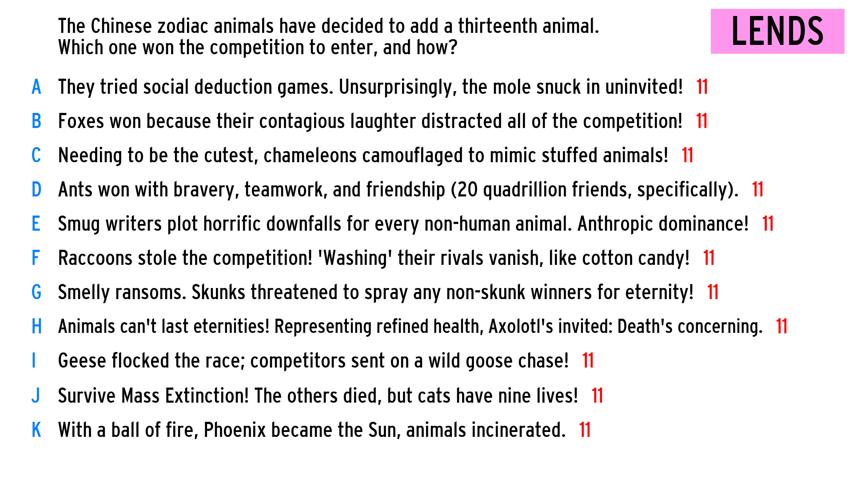 The Chinese zodiac animals have decided to add a thirteenth animal.
Which one won the competition to enter, and how?
LENDS
A They tried social deduction games. Unsurprisingly, the mole snuck in uninvited! 11
B Foxes won because their contagious laughter distracted all of the competition! 11
C Needing to be the cutest, chameleons camouflaged to mimic stuffed animals! 11
D Ants won with bravery, teamwork, and friendship (20 quadrillion friends, specifically). 11
E Smug writers plot horrific downfalls for every non-human animal. Anthropic dominance! 11
F Raccoons stole the competition! 'Washing' their rivals vanish, like cotton candy! 11
G Smelly ransoms. Skunks threatened to spray any non-skunk winners for eternity! 11
H Animals can't last eternities! Representing refined health, Axolotl's invited: Death's concerning. 11
I Geese flocked the race; competitors sent on a wild goose chase! 11
J Survive Mass Extinction! The others died, but cats have nine lives! 11
K With a ball of fire, Phoenix became the Sun, animals incinerated. 11